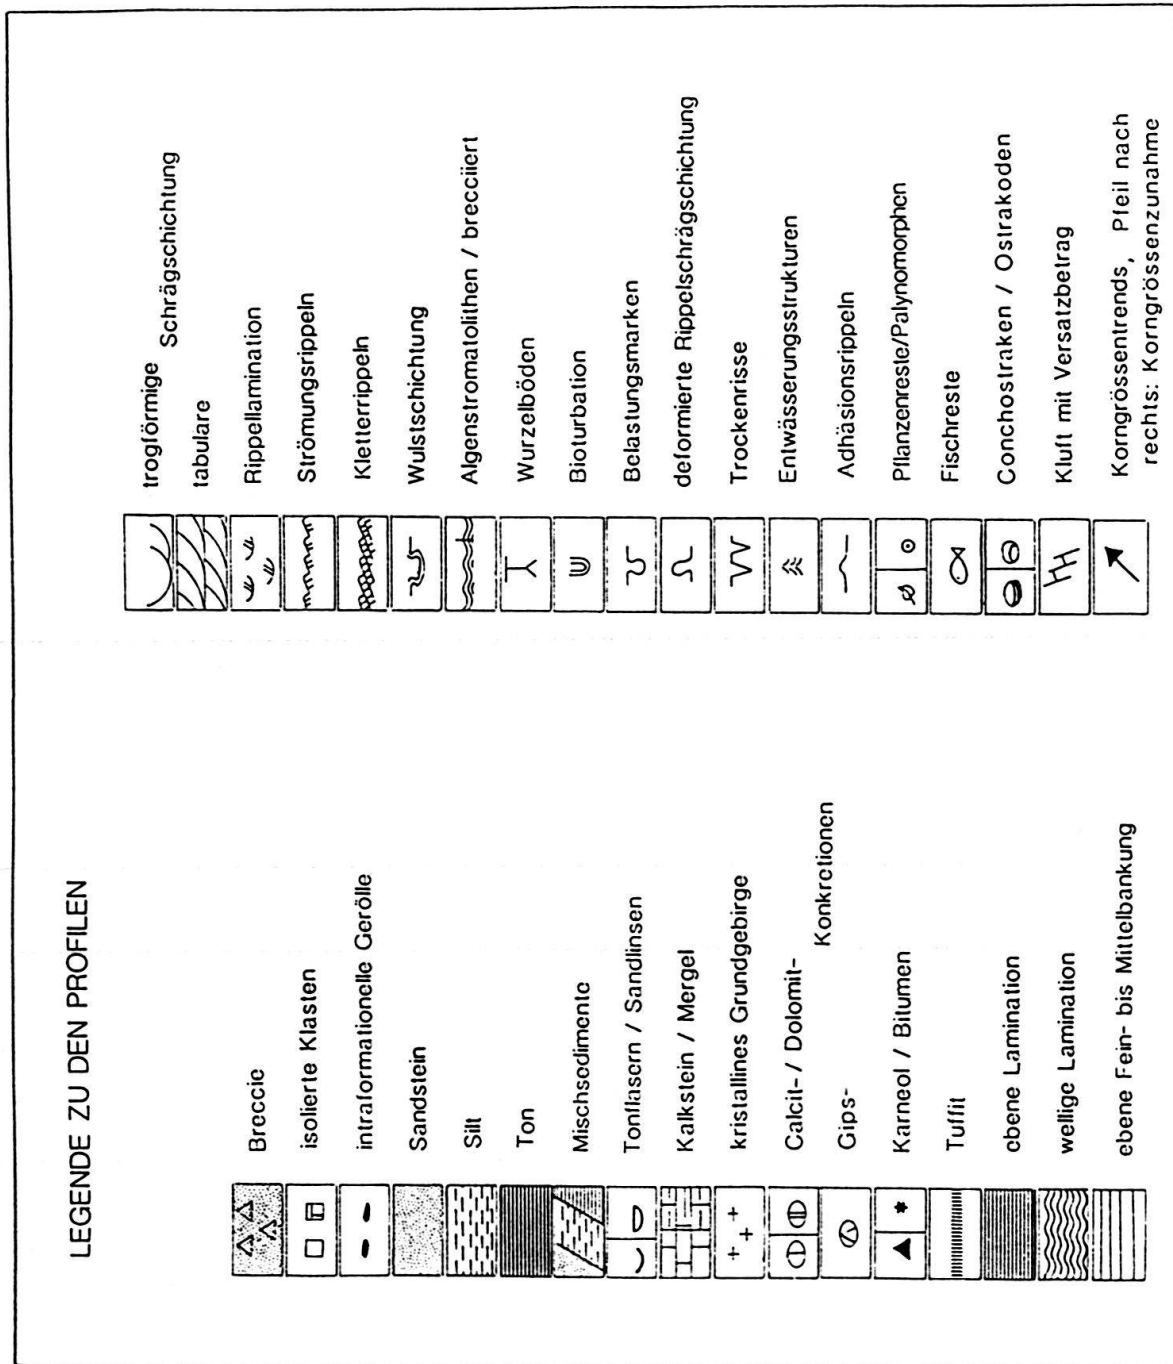 LEGENDE ZU DEN PROFILEN
Breccie
isolierte Klasten
intraformationelle Gerölle
Sandstein
Silt
Ton
Mischsedimente
Tonflasern / Sandlinsen
Kalkstein / Mergel
kristallines Grundgebirge
Calcit- / Dolomit-
Konkretionen
Gips-
Karneol / Bitumen
Tuffit
ebene Lamination
wellige Lamination
ebene Fein- bis Mittelbankung
trogförmige
Schrägschichtung
tabulare
Rippellamination
Strömungsrippeln
Kletterrippeln
Wulstschichtung
Algenstromatolithen / brecciiert
Wurzelböden
Bioturbation
Belastungsmarken
deformierte Rippelschrägschichtung
Trockenrisse
Entwässerungsstrukturen
Adhäsionsrippeln
Pflanzenreste/Palynomorphen
Fischreste
Conchostraken / Ostrakoden
Kluft mit Versatzbetrag
Korngrössentrends, Pfeil nach
rechts: Korngrössenzunahme